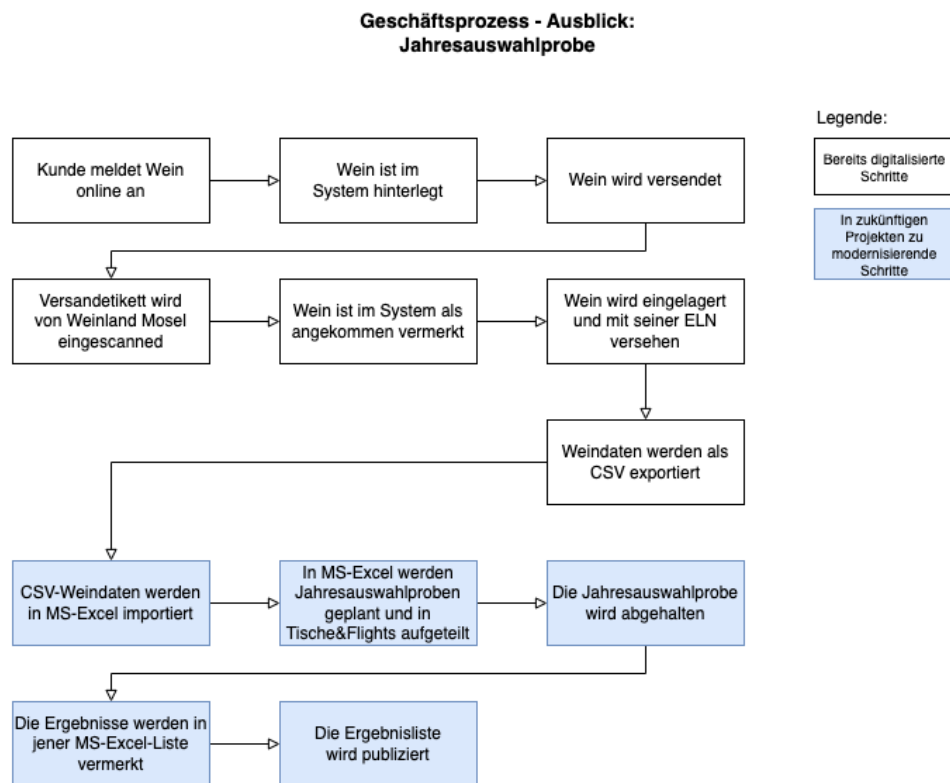 Geschäftsprozess - Ausblick:
Jahresauswahlprobe
Legende:
Bereits digitalisierte
Schritte
In zukünftigen
Projekten zu
modernisierende
Schritte
Kunde meldet Wein
online an
Wein ist im
System hinterlegt
Wein wird versendet
Versandetikett wird
von Weinland Mosel
eingescanned
Wein ist im System als
angekommen vermerkt
Wein wird eingelagert
und mit seiner ELN
versehen
Weindaten werden als
CSV exportiert
CSV-Weindaten werden
in MS-Excel importiert
In MS-Excel werden
Jahresauswahlproben
geplant und in
Tische&Flights aufgeteilt
Die Jahresauswahlprobe
wird abgehalten
Die Ergebnisse werden in
jener MS-Excel-Liste
vermerkt
Die Ergebnisliste
wird publiziert